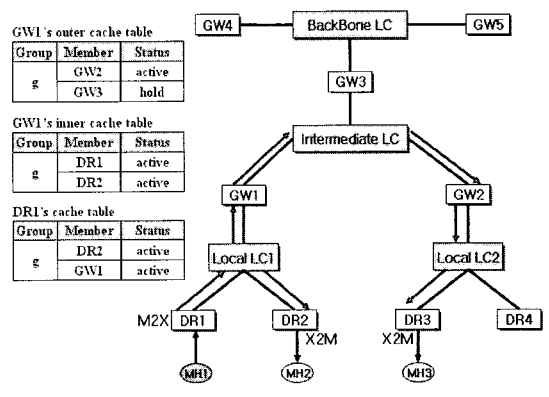 GW1's outer cache table
Group Member Status
g GW2 active
GW3 hold
GW1's inner cache table
Group Member Status
g DR1 active
DR2 active
DR1's cache table
Group Member Status
g DR2 active
GW1 active
GW4 BackBone LC GW5
GW3
Intermediate LC
GW1 GW2
Local LC1 Local LC2
M2X DR1 DR2 DR3 DR4
X2M X2M
MH1 MH2 MH3